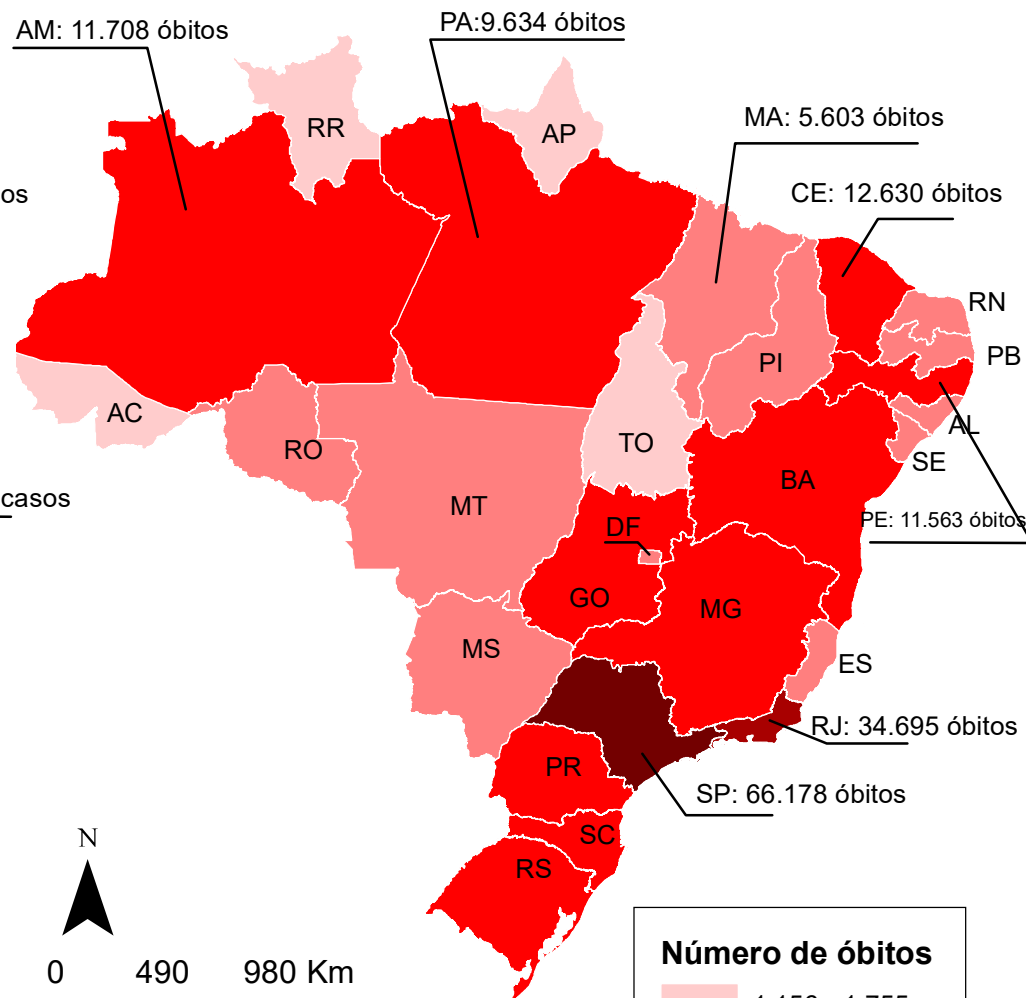 AM: 11.708 óbitos
PA:9.634 óbitos
RR
AP
MA: 5.603 óbitos
CE: 12.630 óbitos
RN
PB
PI
AC
RO
TO
AL
SE
BA
casos
MT
DF
PE: 11.563 óbitos
GO
MG
MS
ES
RJ: 34.695 óbitos
PR
SP: 66.178 óbitos
SC
RS
N
0 490 980 Km
Número de óbitos